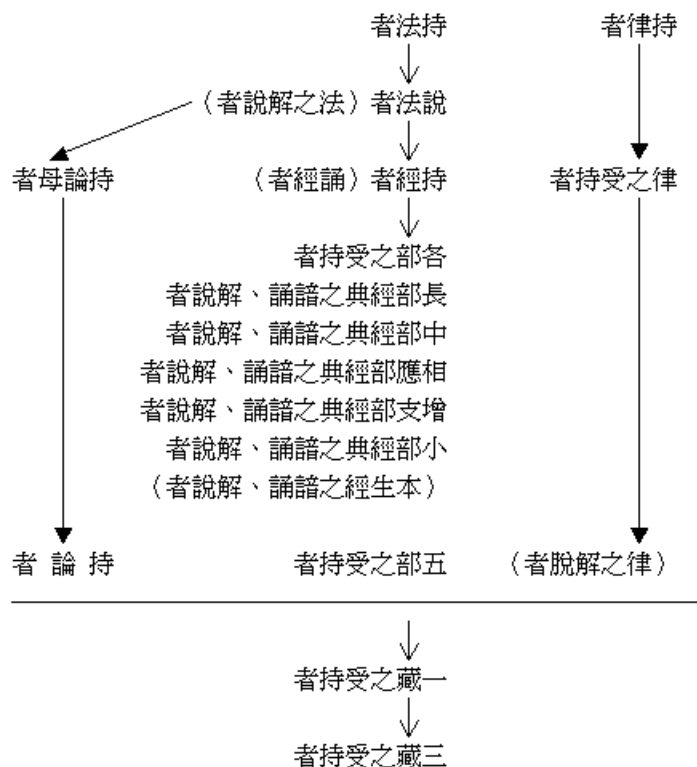 持律者
持法者
說法者（法之解說者）
律之受持者
持經者（誦經者）
持論母者
各部之受持者
長部經典之諳誦、解說者
中部經典之諳誦、解說者
相應部經典之諳誦、解說者
增支部經典之諳誦、解說者
小部經典之諳誦、解說者
（本生經之諳誦、解說者）
（律之解脫者）
五部之受持者
持論者
一藏之受持者
三藏之受持者